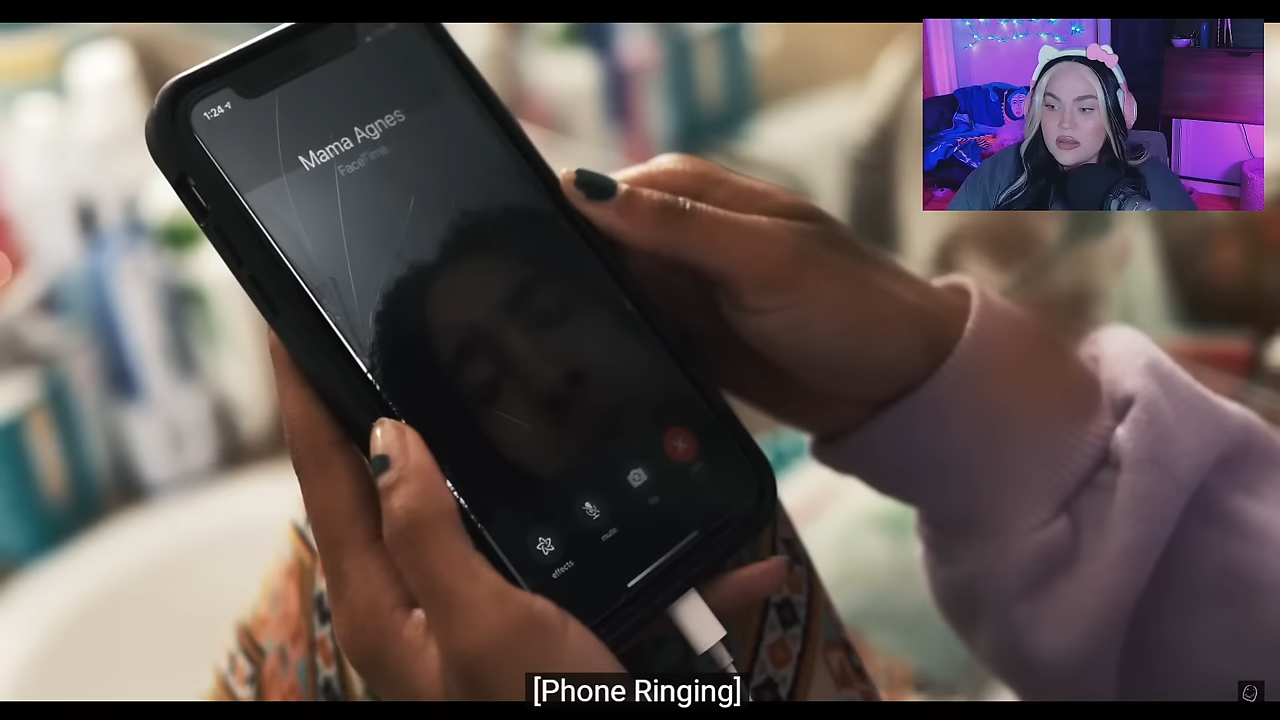 1:24
Mama Agnes
FaceTime
mute
effects
[Phone Ringing]